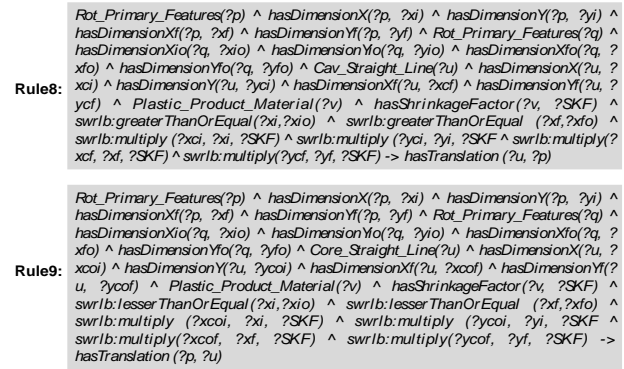 Rot_Primary_Features(?p) ^ hasDimensionX(?p, ?xi) ^ hasDimensionY(?p, ?yi) ^
hasDimensionXf(?p, ?xf) ^ hasDimensionYf(?p, ?yf) ^ Rot_Primary_Features(?q) ^
hasDimensionXio(?q, ?xio) ^ hasDimensionYio(?q, ?yio) ^ hasDimensionXfo(?q, ?
xfo) ^ hasDimensionYfo(?q, ?yfo) ^ Cav_Straight_Line(?u) ^ hasDimensionX(?u, ?
Rule8: xci) ^ hasDimensionY(?u, ?yci) ^ hasDimensionXf(?u, ?xcf) ^ hasDimensionYf(?u, ?
ycf) ^ Plastic_Product_Material(?v) ^ hasShrinkageFactor(?v, ?SKF) ^
swrlb:greaterThanOrEqual(?xi,?xio) ^ swrlb:greaterThanOrEqual (?xf,?xfo) ^
swrlb:multiply (?xci, ?xi, ?SKF) ^ swrlb:multiply (?yci, ?yi, ?SKF ^ swrlb:multiply(?
xcf, ?xf, ?SKF) ^ swrlb:multiply(?ycf, ?yf, ?SKF) -> hasTranslation (?u, ?p)
Rot_Primary_Features(?p) ^ hasDimensionX(?p, ?xi) ^ hasDimensionY(?p, ?yi) ^
hasDimensionXf(?p, ?xf) ^ hasDimensionYf(?p, ?yf) ^ Rot_Primary_Features(?q) ^
hasDimensionXio(?q, ?xio) ^ hasDimensionYio(?q, ?yio) ^ hasDimensionXfo(?q, ?
xfo) ^ hasDimensionYfo(?q, ?yfo) ^ Core_Straight_Line(?u) ^ hasDimensionX(?u, ?
Rule9: xcoi) ^ hasDimensionY(?u, ?ycoi) ^ hasDimensionXf(?u, ?xcof) ^ hasDimensionYf(?
u, ?ycof) ^ Plastic_Product_Material(?v) ^ hasShrinkageFactor(?v, ?SKF) ^
swrlb:lesserThanOrEqual(?xi,?xio) ^ swrlb:lesserThanOrEqual (?xf,?xfo) ^
swrlb:multiply (?xcoi, ?xi, ?SKF) ^ swrlb:multiply (?ycoi, ?yi, ?SKF ^
swrlb:multiply(?xcof, ?xf, ?SKF) ^ swrlb:multiply(?ycof, ?yf, ?SKF) ->
hasTranslation (?p, ?u)